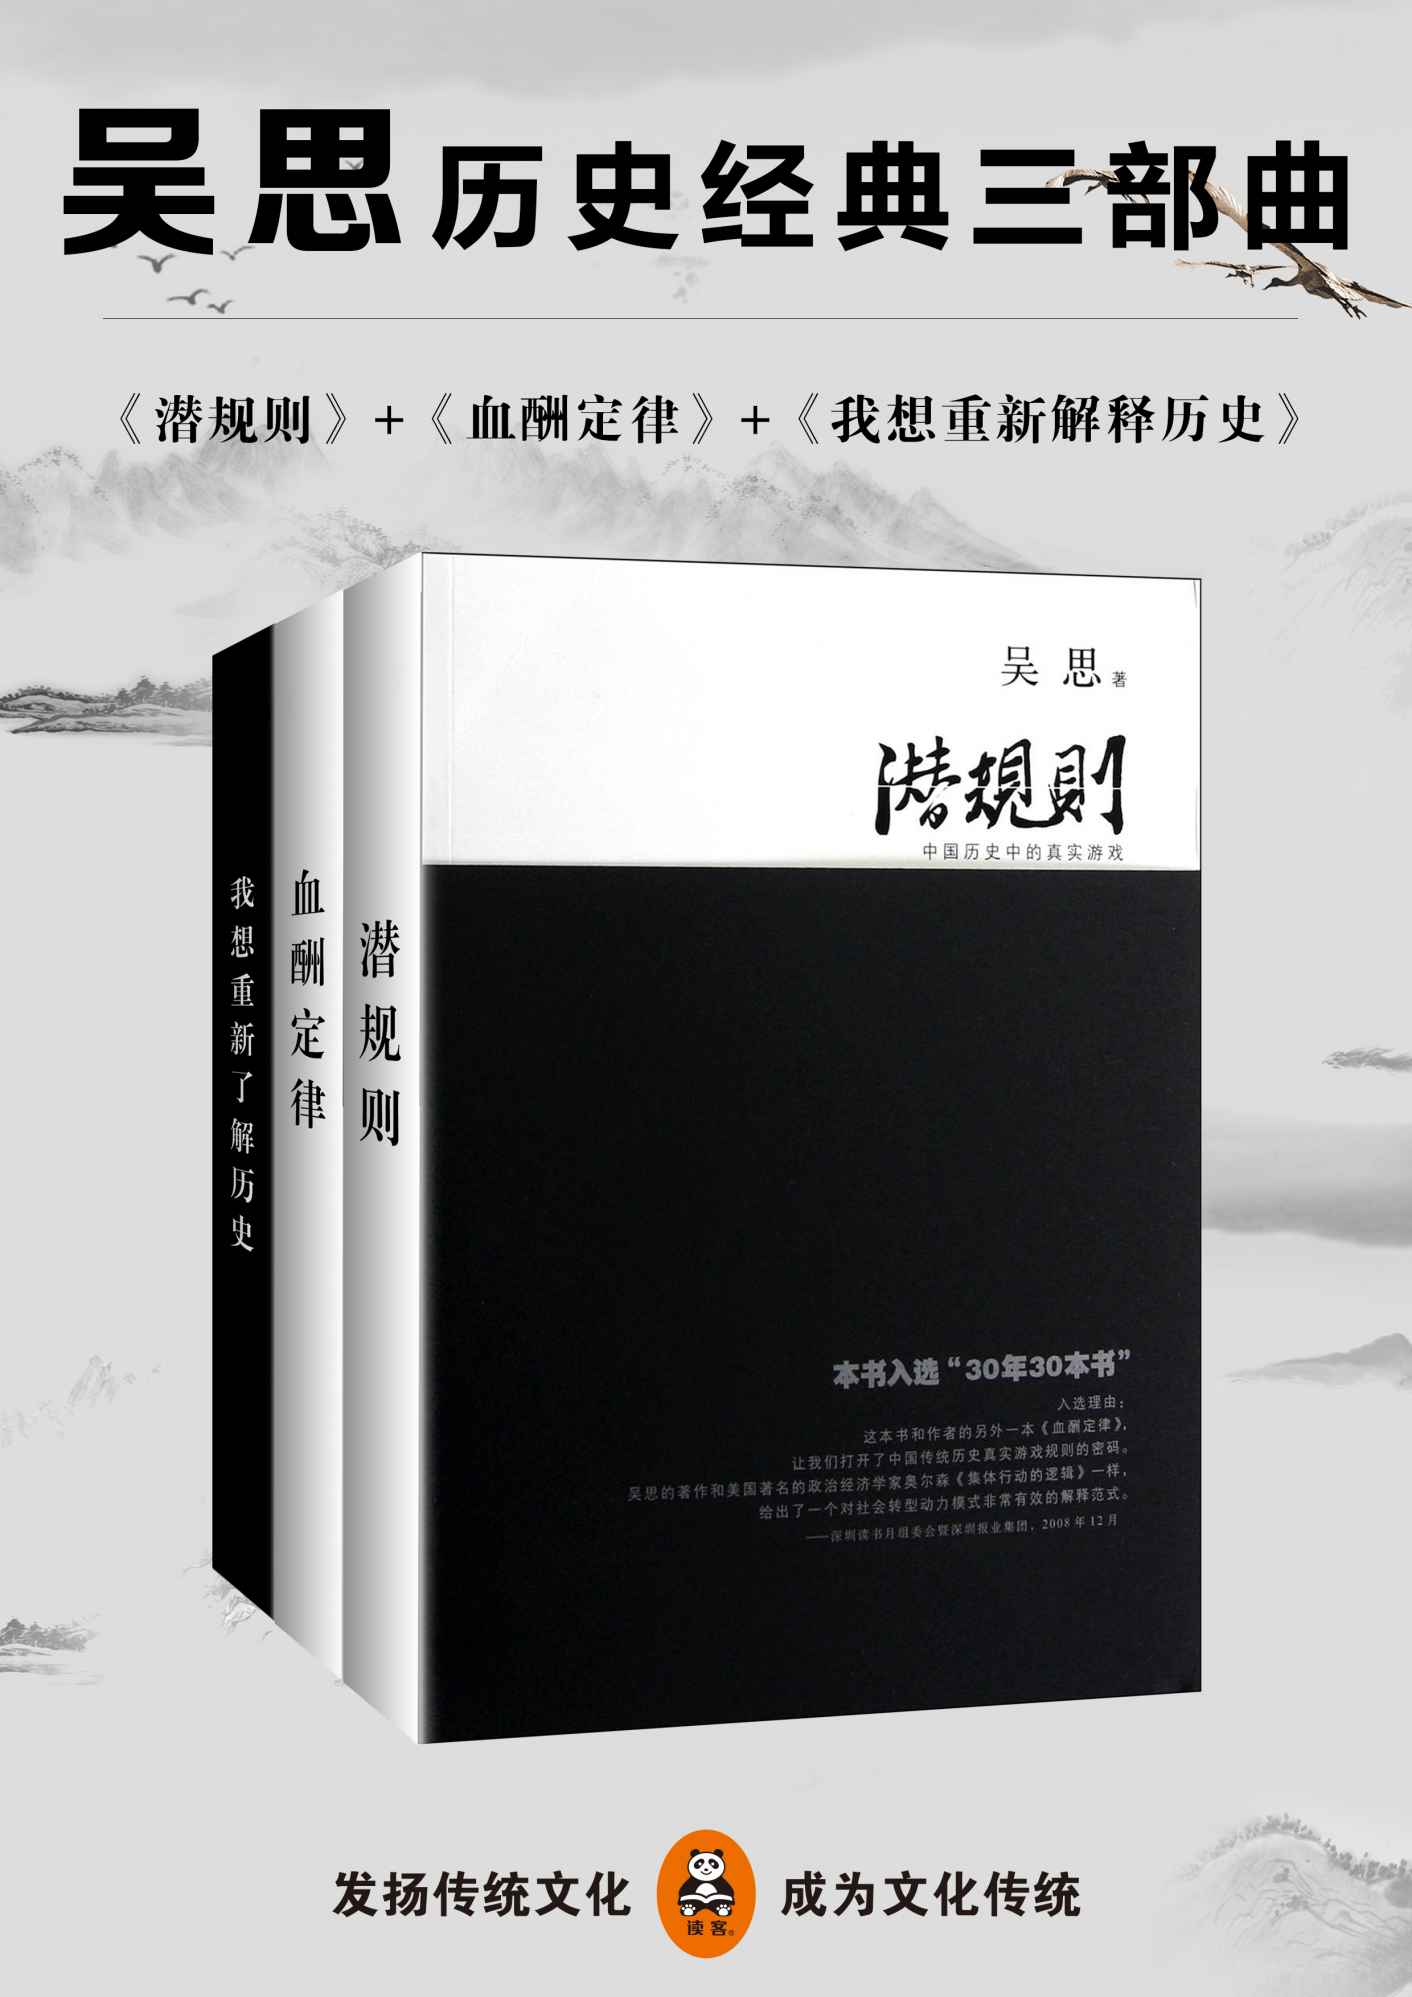 吴思历史经典三部曲
《潜规则》+《血酬定律》+《我想重新解释历史》
吴思 著
潜规则
中国历史中的真实游戏
我想重新了解历史
血酬定律
潜规则
本书入选“30年30本书”
入选理由：
这本书和作者的另外一本《血酬定律》，
让我们打开了中国传统历史真实游戏规则的密码。
吴思的著作和美国著名的政治经济学家奥尔森《集体行动的逻辑》一样，
给出了一个对社会转型动力模式非常有效的解释范式。
——深圳读书月组委会暨深圳报业集团，2008年12月
发扬传统文化 读客® 成为文化传统